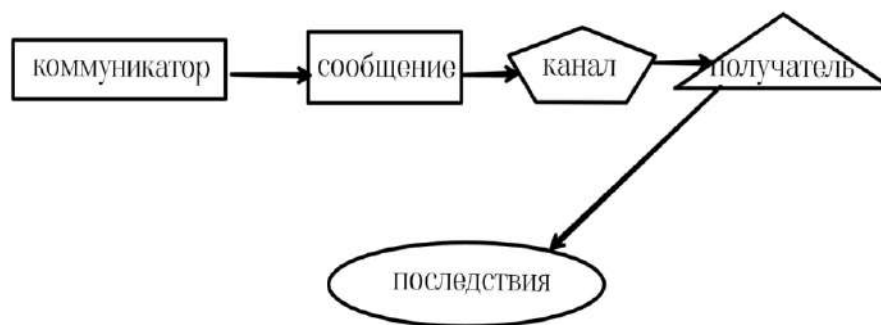 коммуникатор
сообщение
канал
получатель
последствия